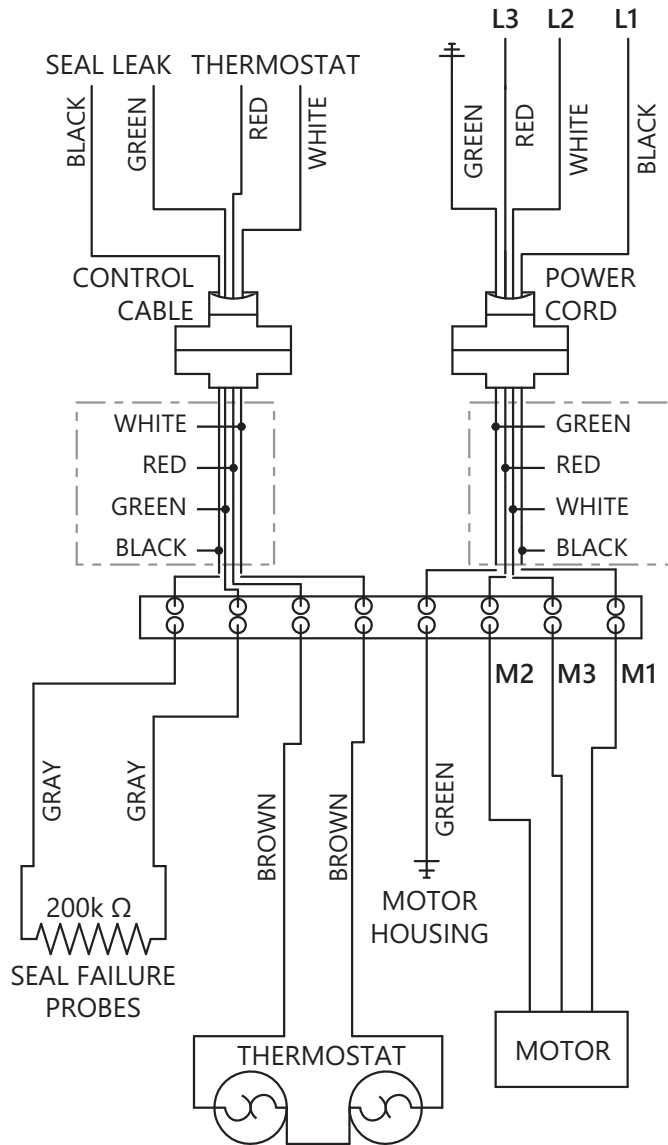 L3 L2 L1
SEAL LEAK THERMOSTAT
BLACK
GREEN
RED
WHITE
GREEN
RED
WHITE
BLACK
CONTROL
CABLE
POWER
CORD
WHITE
RED
GREEN
BLACK
GREEN
RED
WHITE
BLACK
M2 M3 M1
GRAY
GRAY
BROWN
BROWN
GREEN
200k Ω
SEAL FAILURE
PROBES
MOTOR
HOUSING
THERMOSTAT
MOTOR